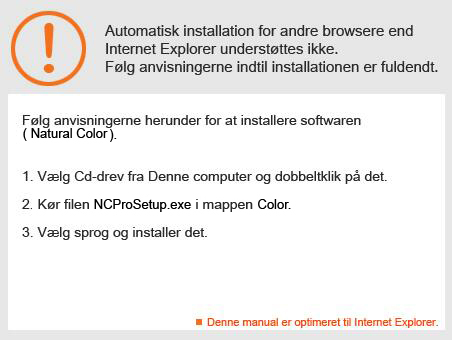 Automatisk installation for andre browsere end
Internet Explorer understøttes ikke.
Følg anvisningerne indtil installationen er fuldendt.
Følg anvisningerne herunder for at installere softwaren
( Natural Color ).
1. Vælg Cd-drev fra Denne computer og dobbeltklik på det.
2. Kør filen NCProSetup.exe i mappen Color.
3. Vælg sprog og installer det.
Denne manual er optimeret til Internet Explorer.